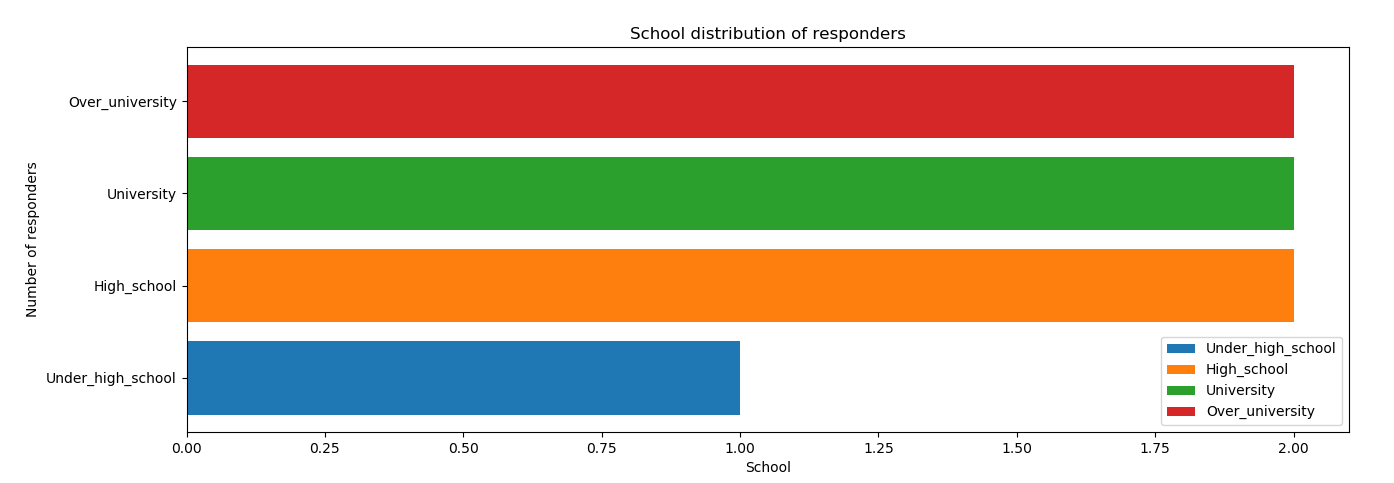 School distribution of responders
Number of responders
Over_university
University
High_school
Under_high_school
Under_high_school
High_school
University
Over_university
0.00 0.25 0.50 0.75 1.00 1.25 1.50 1.75 2.00
School